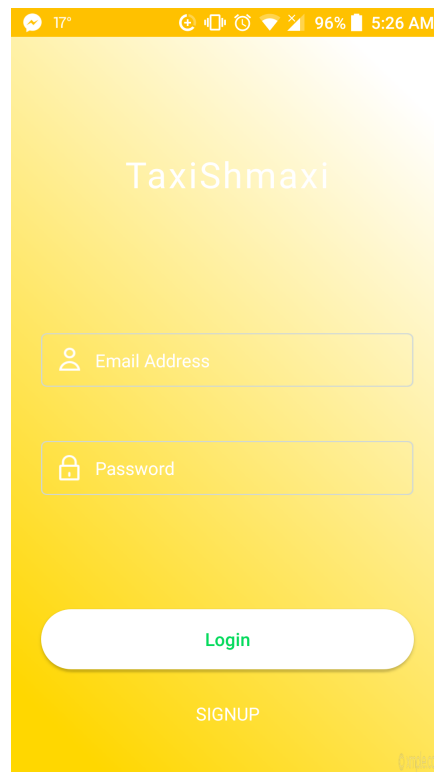 17° 96% 5:26 AM
TaxiShmaxi
Email Address
Password
Login
SIGNUP